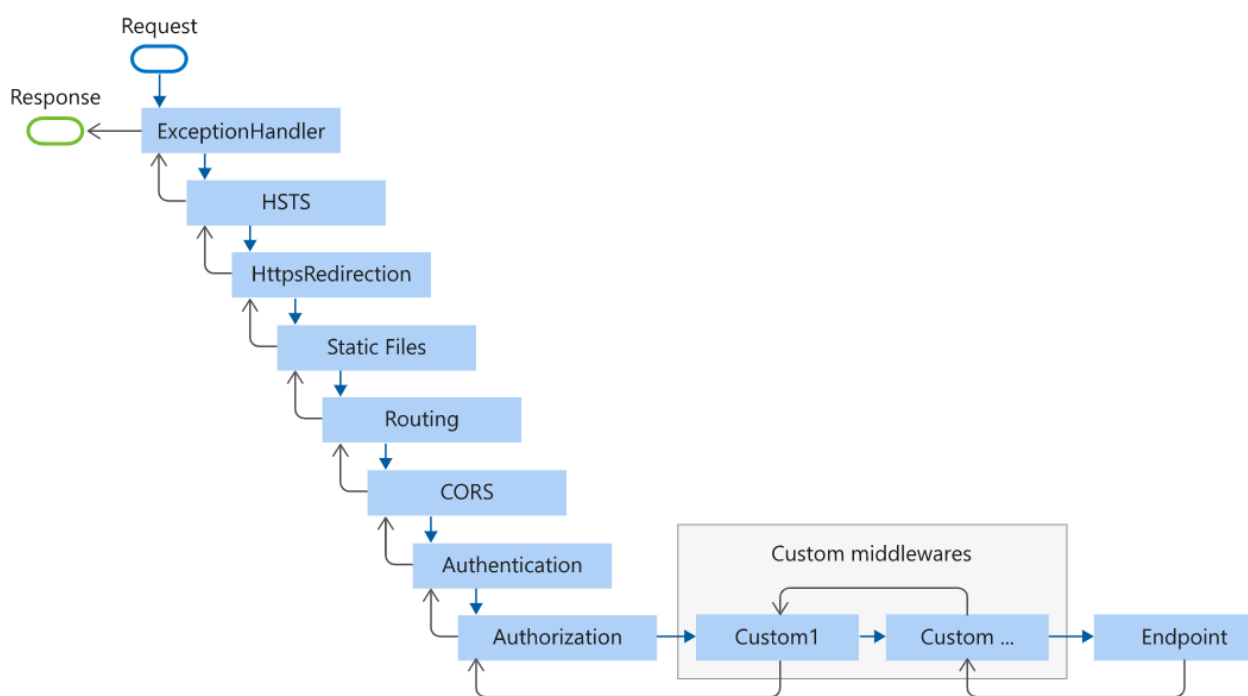 Request
Response
ExceptionHandler
HSTS
HttpsRedirection
Static Files
Routing
CORS
Authentication
Custom middlewares
Authorization
Custom1
Custom ...
Endpoint